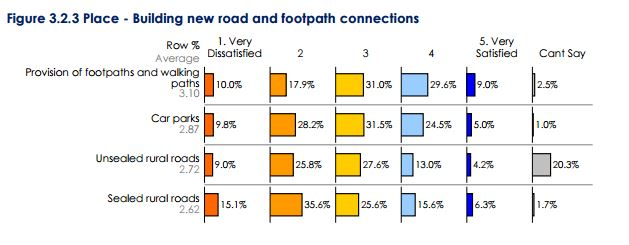 Figure 3.2.3 Place - Building new road and footpath connections
Row % 1. Very Dissatisfied 2 3 4 5. Very Satisfied Cant Say
Average
Provision of footpaths and walking paths 10.0% 17.9% 31.0% 29.6% 9.0% 2.5%
3.10
Car parks 9.8% 28.2% 31.5% 24.5% 5.0% 1.0%
2.87
Unsealed rural roads 9.0% 25.8% 27.6% 13.0% 4.2% 20.3%
2.72
Sealed rural roads 15.1% 35.6% 25.6% 15.6% 6.3% 1.7%
2.62